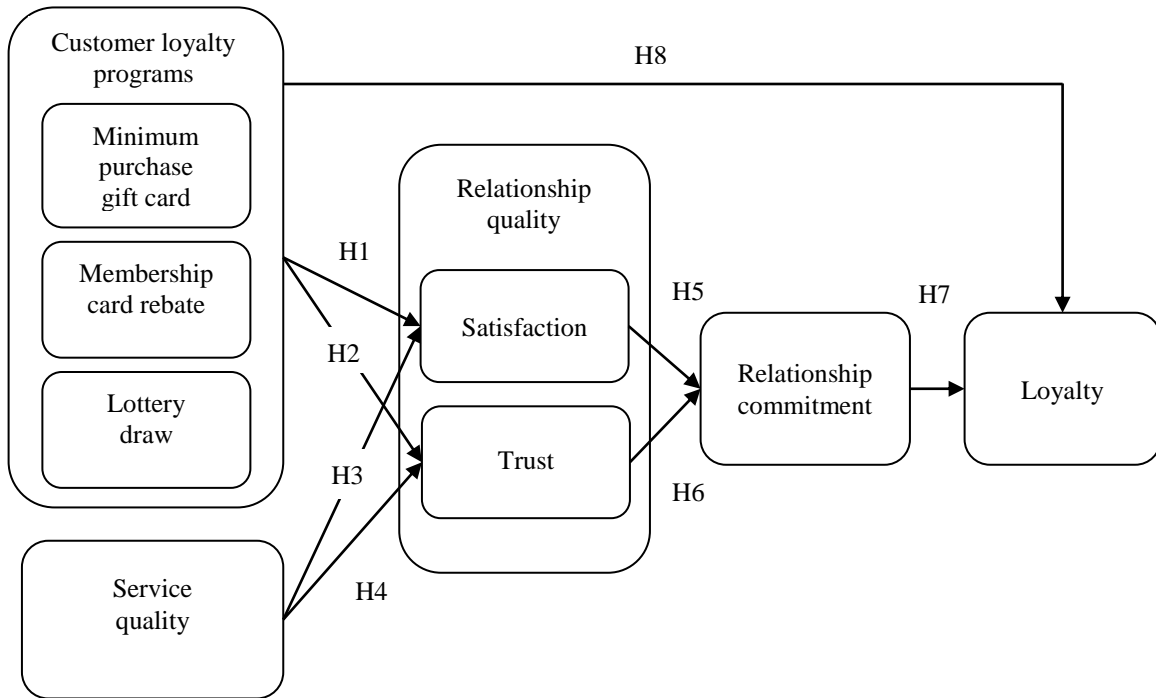 Customer loyalty
programs
Minimum
purchase
gift card
Membership
card rebate
Lottery
draw
Service
quality
H1
H2
H3
H4
Relationship
quality
Satisfaction
Trust
H5
H6
Relationship
commitment
H7
H8
Loyalty